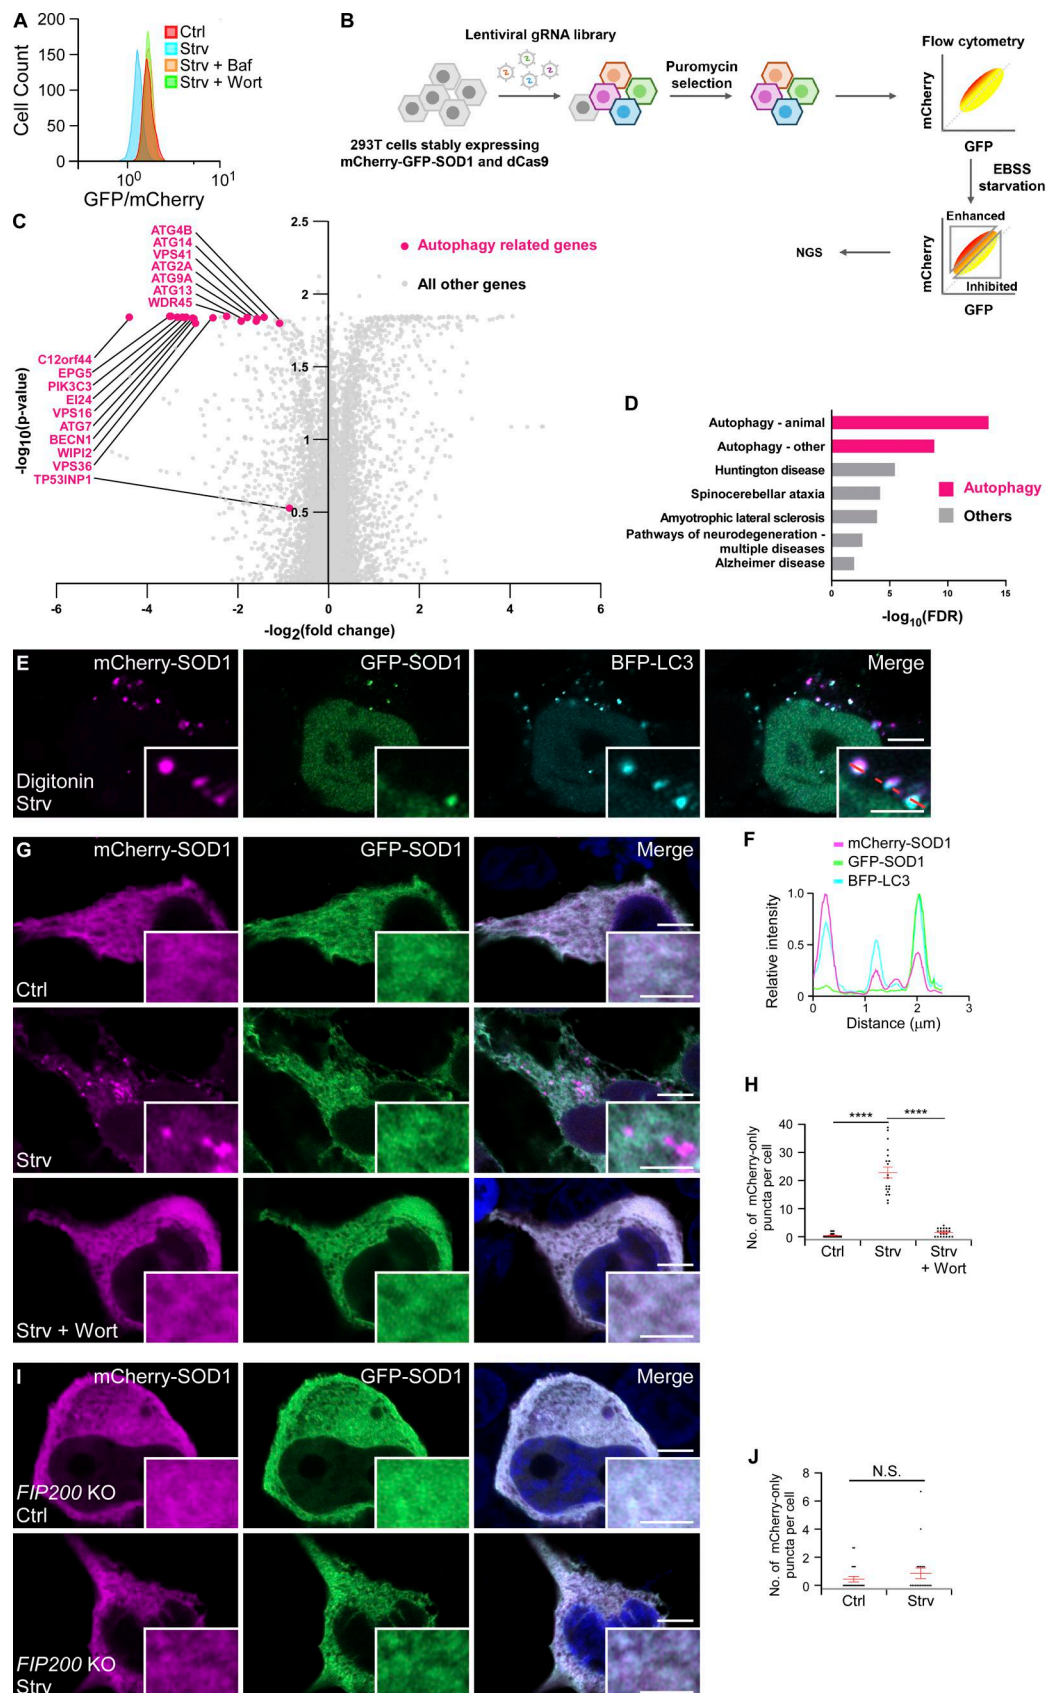 A
200
150
100
50
0
Cell Count
10⁰
10¹
GFP/mCherry
Ctrl
Strv
Strv + Baf
Strv + Wort
B
Lentiviral gRNA library
Puromycin
selection
293T cells stably expressing
mCherry-GFP-SOD1 and dCas9
Flow cytometry
mCherry
GFP
EBSS
starvation
Enhanced
mCherry
Inhibited
GFP
NGS
C
2.5
2
1.5
1
0.5
-log₁₀(p-value)
-6
-4
-2
0
2
4
6
-log₂(fold change)
Autophagy related genes
All other genes
ATG4B
ATG14
VPS41
ATG2A
ATG9A
ATG13
WDR45
C12orf44
EPG5
PIK3C3
EI24
VPS16
ATG7
BECN1
WIPI2
VPS36
TP53INP1
D
Autophagy - animal
Autophagy - other
Huntington disease
Spinocerebellar ataxia
Amyotrophic lateral sclerosis
Pathways of neurodegeneration -
multiple diseases
Alzheimer disease
Autophagy
Others
0
5
10
15
-log₁₀(FDR)
E
mCherry-SOD1
GFP-SOD1
BFP-LC3
Merge
Digitonin
Strv
F
mCherry-SOD1
GFP-SOD1
BFP-LC3
1.0
0.5
0
Relative intensity
0
1
2
3
Distance (μm)
G
mCherry-SOD1
GFP-SOD1
Merge
Ctrl
Strv
Strv + Wort
H
No. of mCherry-only
puncta per cell
40
30
20
10
0
****
****
Ctrl
Strv
Strv
+ Wort
I
mCherry-SOD1
GFP-SOD1
Merge
FIP200 KO
Ctrl
FIP200 KO
Strv
J
No. of mCherry-only
puncta per cell
8
6
4
2
0
N.S.
Ctrl
Strv